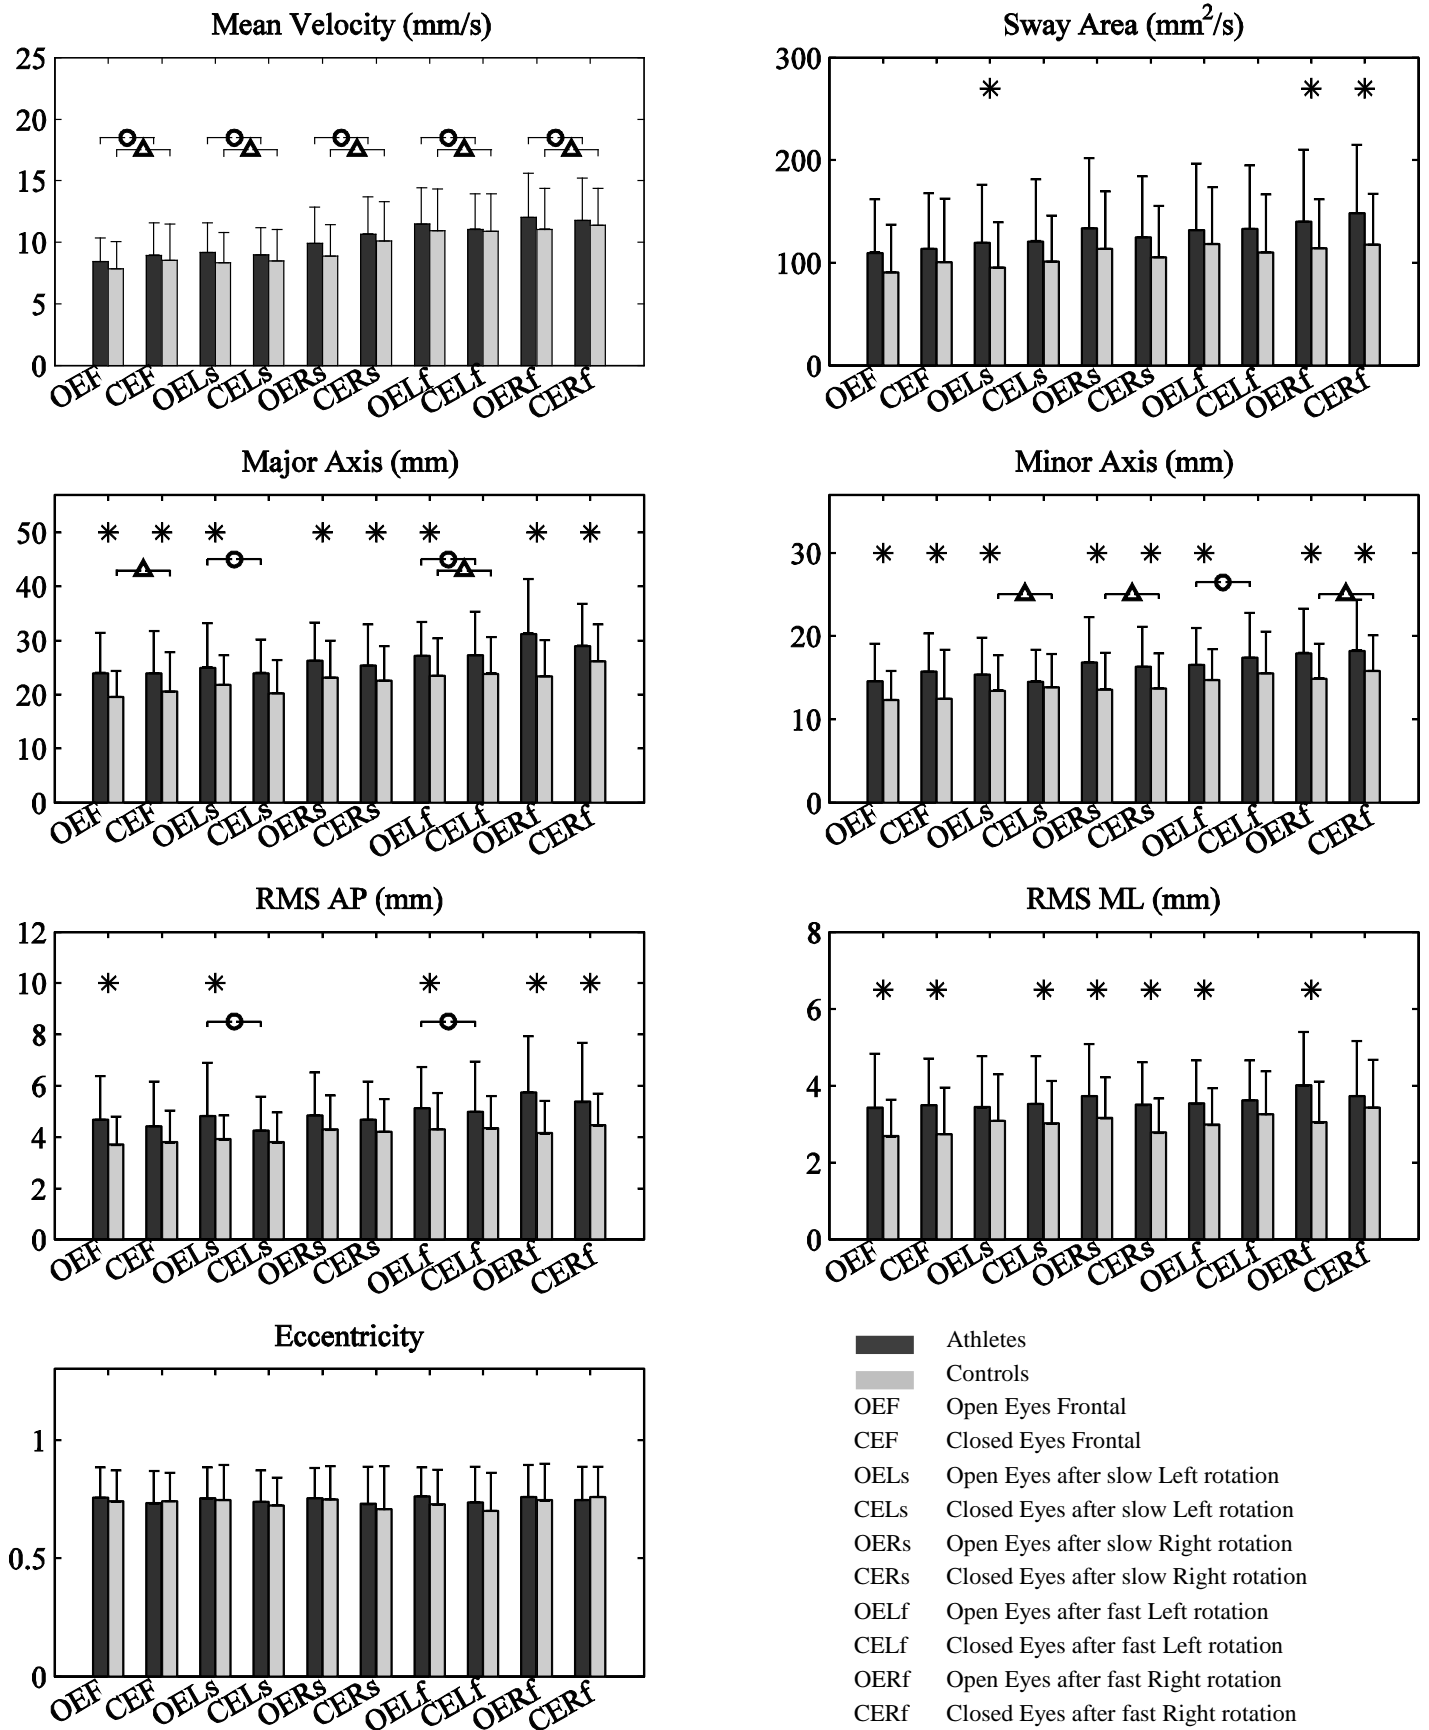 Mean Velocity (mm/s)
25
20
15
10
5
0
OEF CEF OELs CELs OERs CERs OELf CELf OERf CERf
Sway Area (mm²/s)
300
200
100
0
OEF CEF OELs CELs OERs CERs OELf CELf OERf CERf
Major Axis (mm)
50
40
30
20
10
0
OEF CEF OELs CELs OERs CERs OELf CELf OERf CERf
Minor Axis (mm)
30
20
10
0
OEF CEF OELs CELs OERs CERs OELf CELf OERf CERf
RMS AP (mm)
12
10
8
6
4
2
0
OEF CEF OELs CELs OERs CERs OELf CELf OERf CERf
RMS ML (mm)
8
6
4
2
0
OEF CEF OELs CELs OERs CERs OELf CELf OERf CERf
Eccentricity
1
0.5
0
OEF CEF OELs CELs OERs CERs OELf CELf OERf CERf
Athletes
Controls
OEF Open Eyes Frontal
CEF Closed Eyes Frontal
OELs Open Eyes after slow Left rotation
CELs Closed Eyes after slow Left rotation
OERs Open Eyes after slow Right rotation
CERs Closed Eyes after slow Right rotation
OELf Open Eyes after fast Left rotation
CELf Closed Eyes after fast Left rotation
OERf Open Eyes after fast Right rotation
CERf Closed Eyes after fast Right rotation